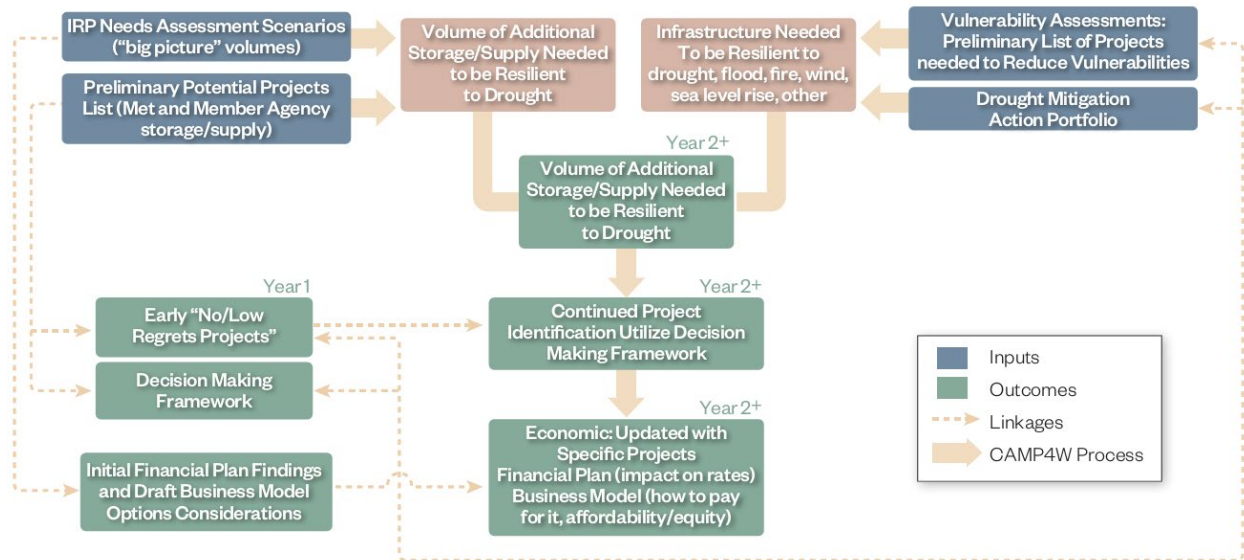 IRP Needs Assessment Scenarios
(“big picture” volumes)
Preliminary Potential Projects
List (Met and Member Agency
storage/supply)
Volume of Additional
Storage/Supply Needed
to be Resilient
to Drought
Infrastructure Needed
To be Resilient to
drought, flood, fire, wind,
sea level rise, other
Vulnerability Assessments:
Preliminary List of Projects
needed to Reduce Vulnerabilities
Drought Mitigation
Action Portfolio
Year 2+
Volume of Additional
Storage/Supply Needed
to be Resilient
to Drought
Year 1
Early “No/Low
Regrets Projects”
Decision Making
Framework
Year 2+
Continued Project
Identification Utilize Decision
Making Framework
Year 2+
Economic: Updated with
Specific Projects
Financial Plan (impact on rates)
Business Model (how to pay
for it, affordability/equity)
Initial Financial Plan Findings
and Draft Business Model
Options Considerations
Inputs
Outcomes
Linkages
CAMP4W Process